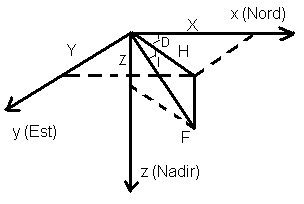 X
x (Nord)
Y
D
H
Z
I
F
y (Est)
z (Nadir)